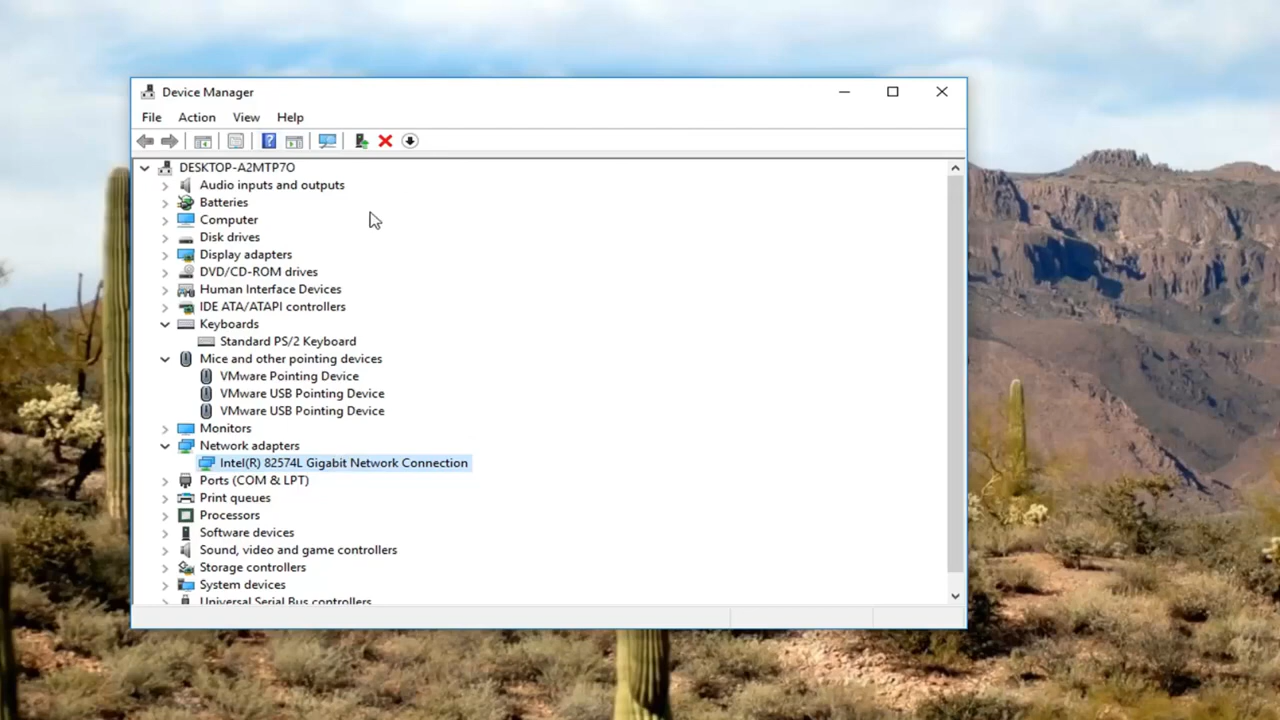 Device Manager
File Action View Help
DESKTOP-A2MTP7O
Audio inputs and outputs
Batteries
Computer
Disk drives
Display adapters
DVD/CD-ROM drives
Human Interface Devices
IDE ATA/ATAPI controllers
Keyboards
Standard PS/2 Keyboard
Mice and other pointing devices
VMware Pointing Device
VMware USB Pointing Device
VMware USB Pointing Device
Monitors
Network adapters
Intel(R) 82574L Gigabit Network Connection
Ports (COM & LPT)
Print queues
Processors
Software devices
Sound, video and game controllers
Storage controllers
System devices
Universal Serial Bus controllers